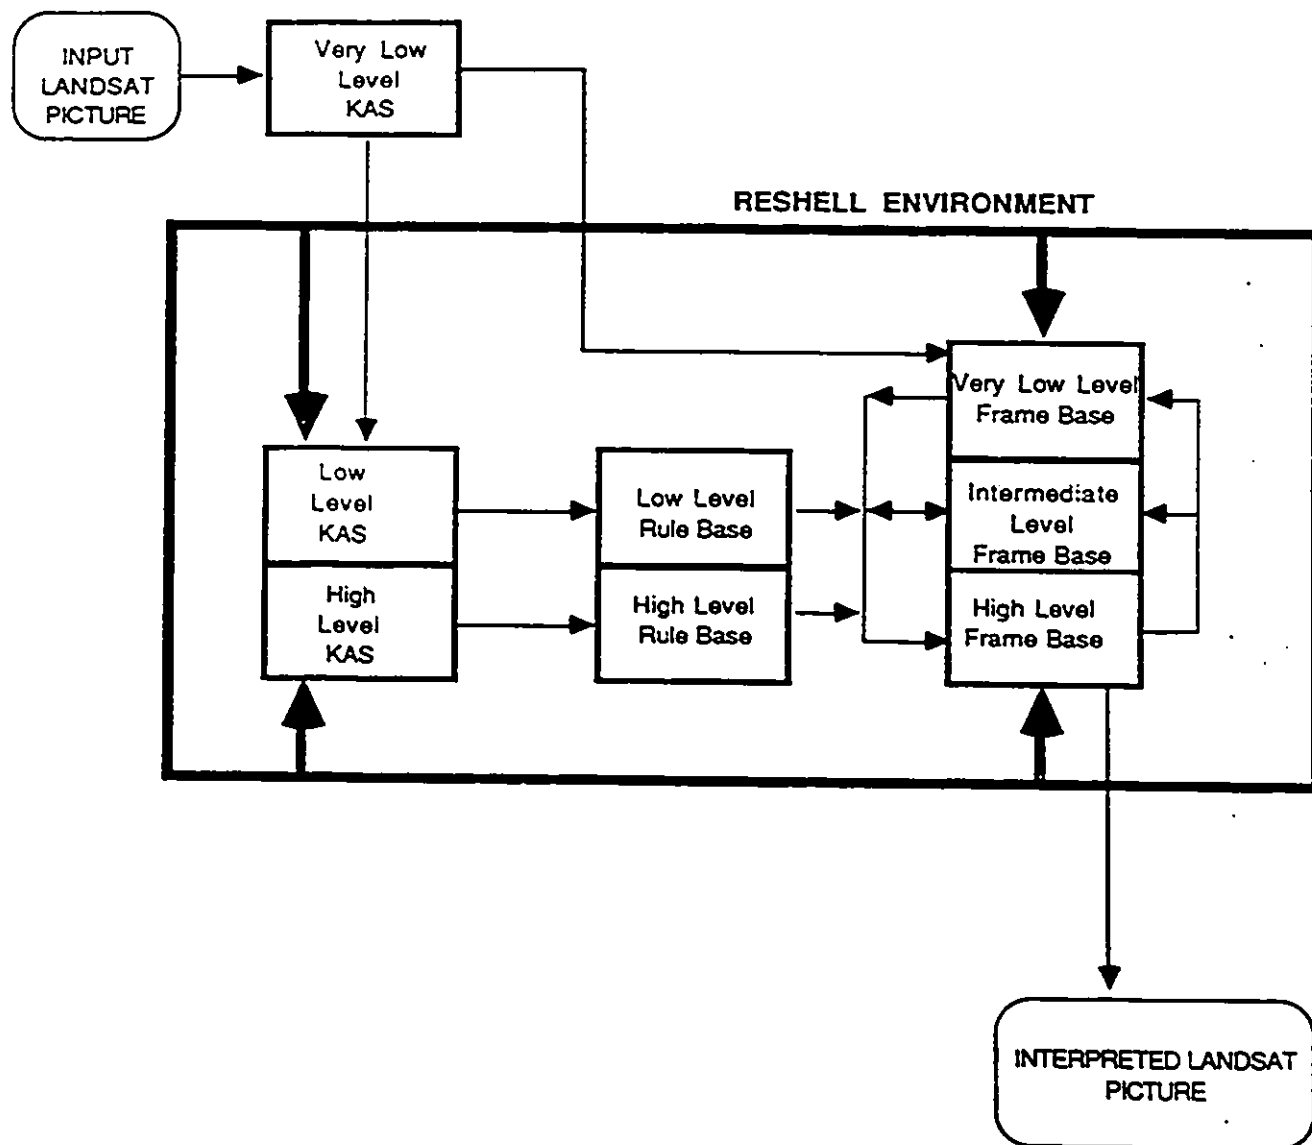 INPUT
LANDSAT
PICTURE
Very Low
Level
KAS
RESHELL ENVIRONMENT
Very Low Level
Frame Base
Low
Level
KAS
Low Level
Rule Base
Intermediate
Level
Frame Base
High
Level
KAS
High Level
Rule Base
High Level
Frame Base
INTERPRETED LANDSAT
PICTURE